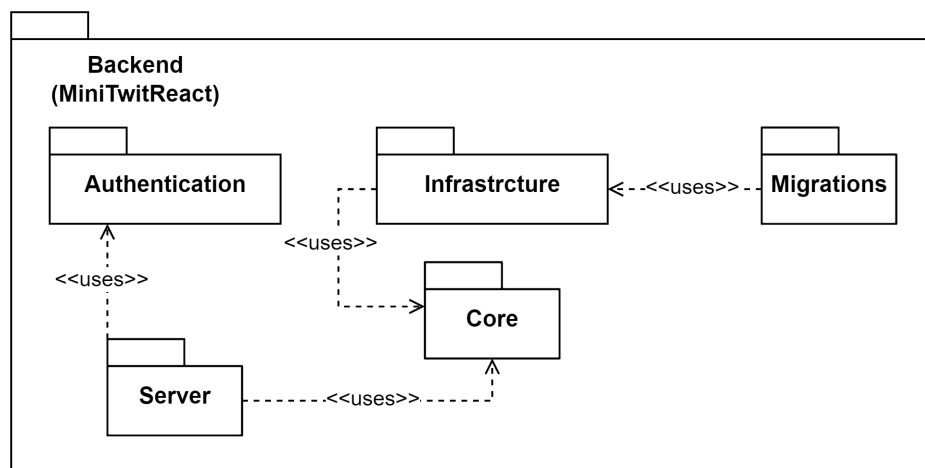 Backend
(MiniTwitReact)
Authentication
Infrastrcture
<<uses>>
Migrations
<<uses>>
<<uses>>
Core
Server
<<uses>>